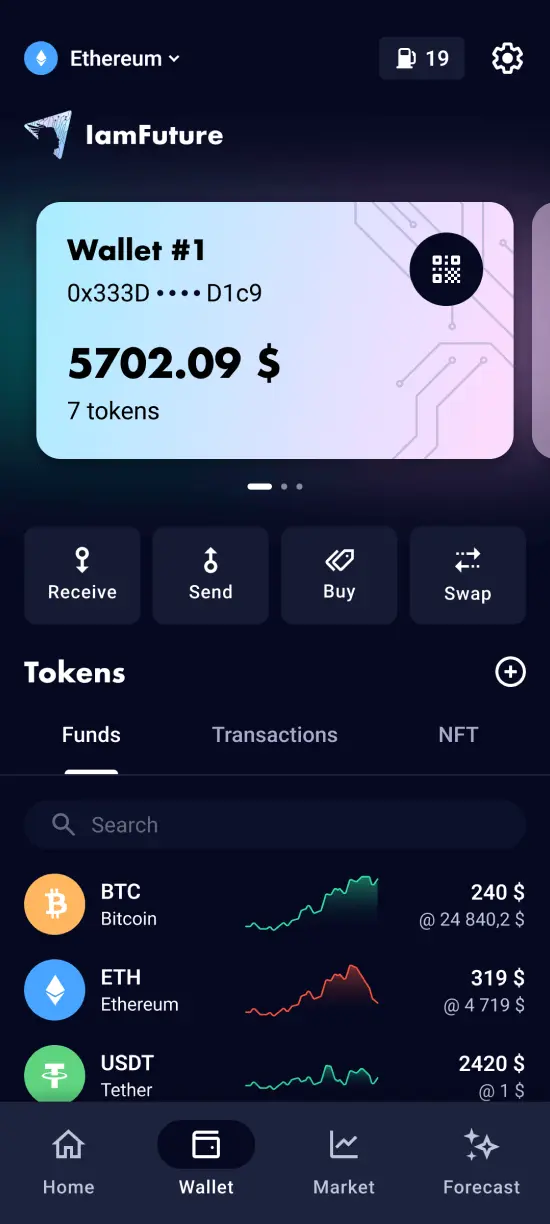 Ethereum
19
IamFuture
Wallet #1
0x333D •••• D1c9
5702.09 $
7 tokens
Receive
Send
Buy
Swap
Tokens
Funds
Transactions
NFT
Search
BTC
240 $
Bitcoin
@ 24 840,2 $
ETH
319 $
Ethereum
@ 4 719 $
USDT
2420 $
Tether
@ 1 $
Home
Wallet
Market
Forecast